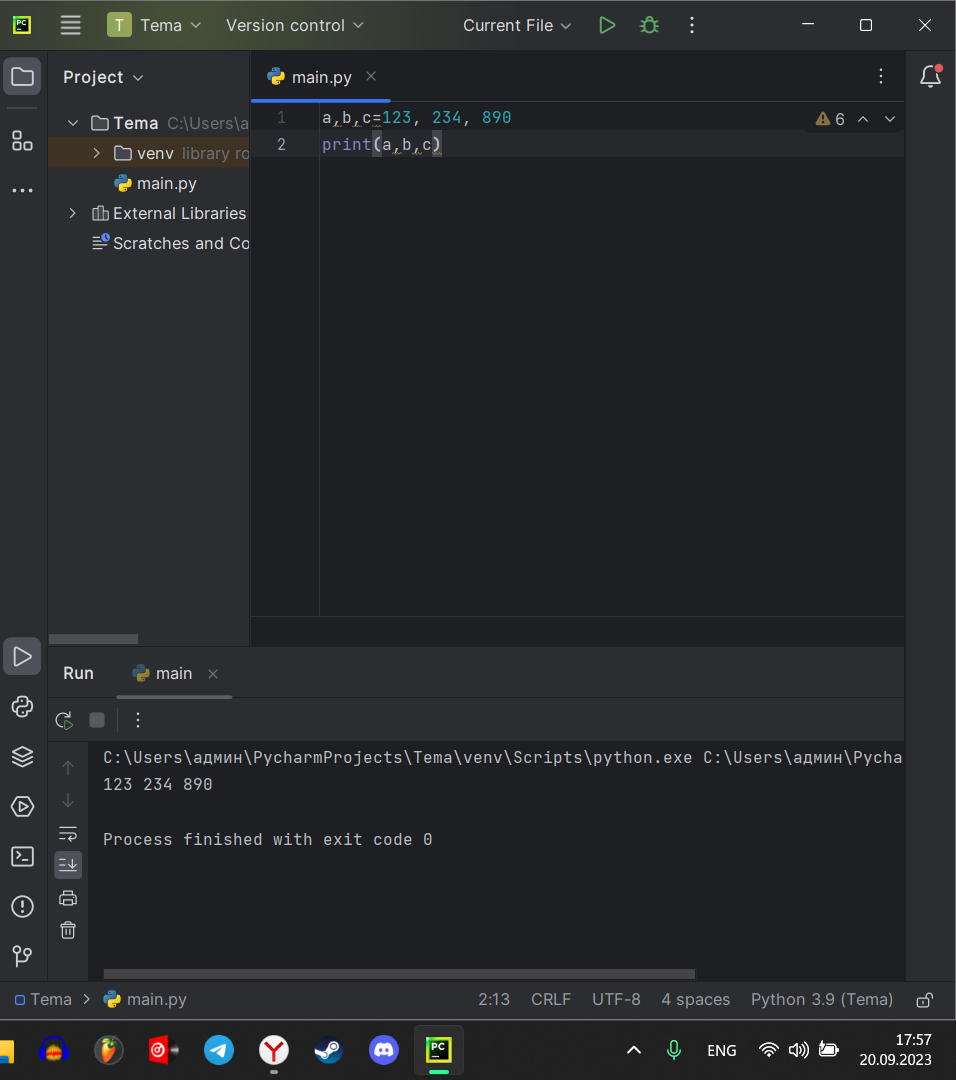 PC
T Tema Version control Current File
Project
main.py
Tema C:\Users\a
venv library ro
main.py
External Libraries
Scratches and Co
1 a,b,c=123, 234, 890
6
2 print(a,b,c)
Run main
C:\Users\админ\PycharmProjects\Tema\venv\Scripts\python.exe C:\Users\админ\Pycha
123 234 890
Process finished with exit code 0
Tema main.py 2:13 CRLF UTF-8 4 spaces Python 3.9 (Tema)
PC
ENG
17:57
20.09.2023